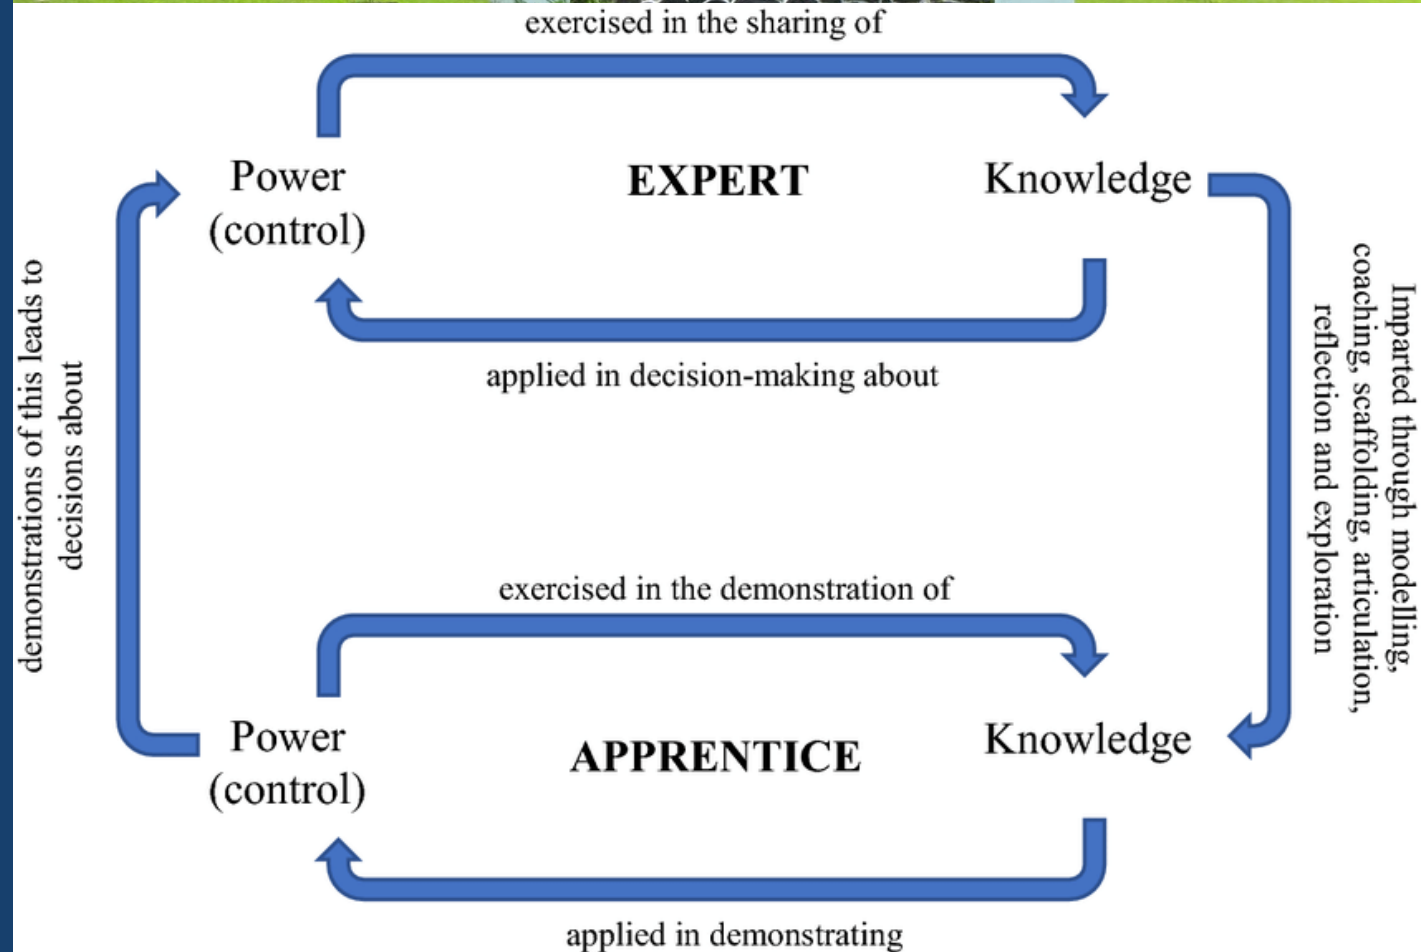 exercised in the sharing of
Power
(control)
EXPERT
Knowledge
applied in decision-making about
demonstrations of this leads to
decisions about
Imparted through modelling,
coaching, scaffolding, articulation,
reflection and exploration
exercised in the demonstration of
Power
(control)
APPRENTICE
Knowledge
applied in demonstrating